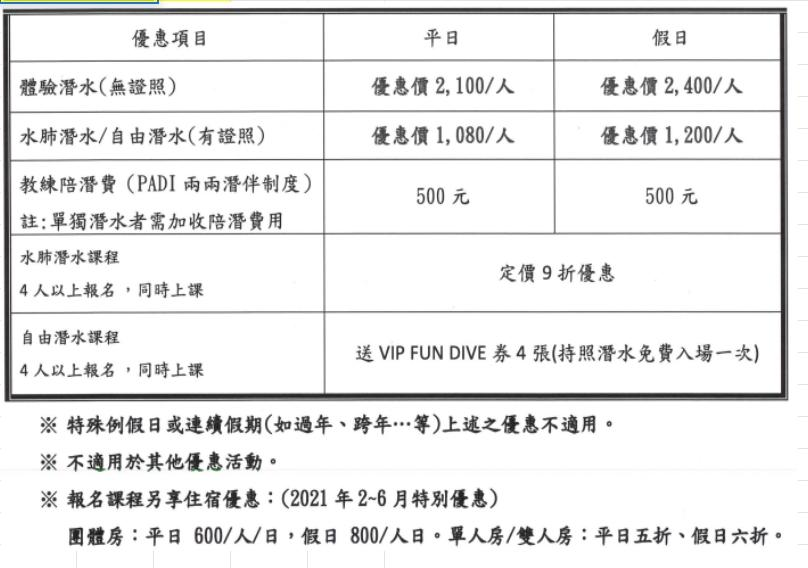 優惠項目 平日 假日
體驗潛水(無證照) 優惠價 2,100/人 優惠價 2,400/人
水肺潛水/自由潛水(有證照) 優惠價 1,080/人 優惠價 1,200/人
教練陪潛費 (PADI 兩兩潛伴制度) 500 元 500 元
註:單獨潛水者需加收陪潛費用
水肺潛水課程
4 人以上報名,同時上課 定價 9 折優惠
自由潛水課程
4 人以上報名,同時上課 送 VIP FUN DIVE 券 4 張(持照潛水免費入場一次)
※ 特殊例假日或連續假期(如過年、跨年…等)上述之優惠不適用。
※ 不適用於其他優惠活動。
※ 報名課程另享住宿優惠:(2021 年 2~6 月特別優惠)
團體房:平日 600/人/日,假日 800/人日。單人房/雙人房:平日五折、假日六折。